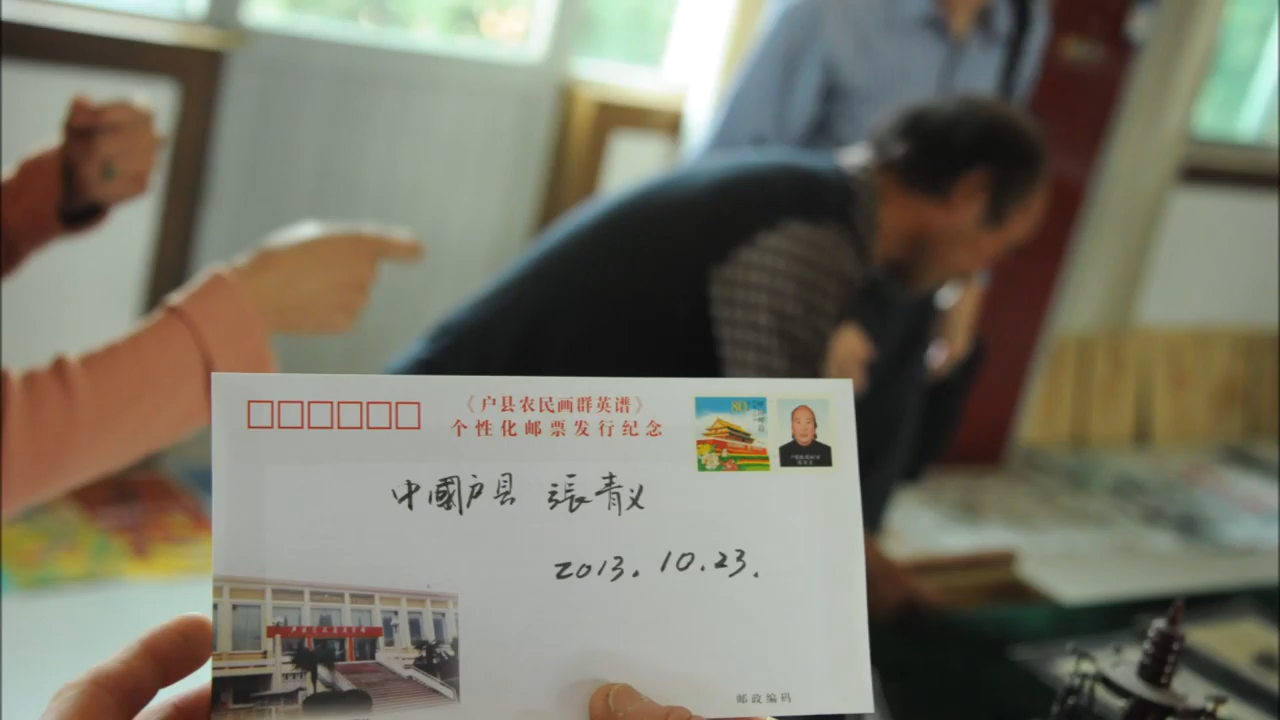 《户县农民画群英谱》
个性化邮票发行纪念
80
中國户县 張青义
2013.10.23.
邮政编码